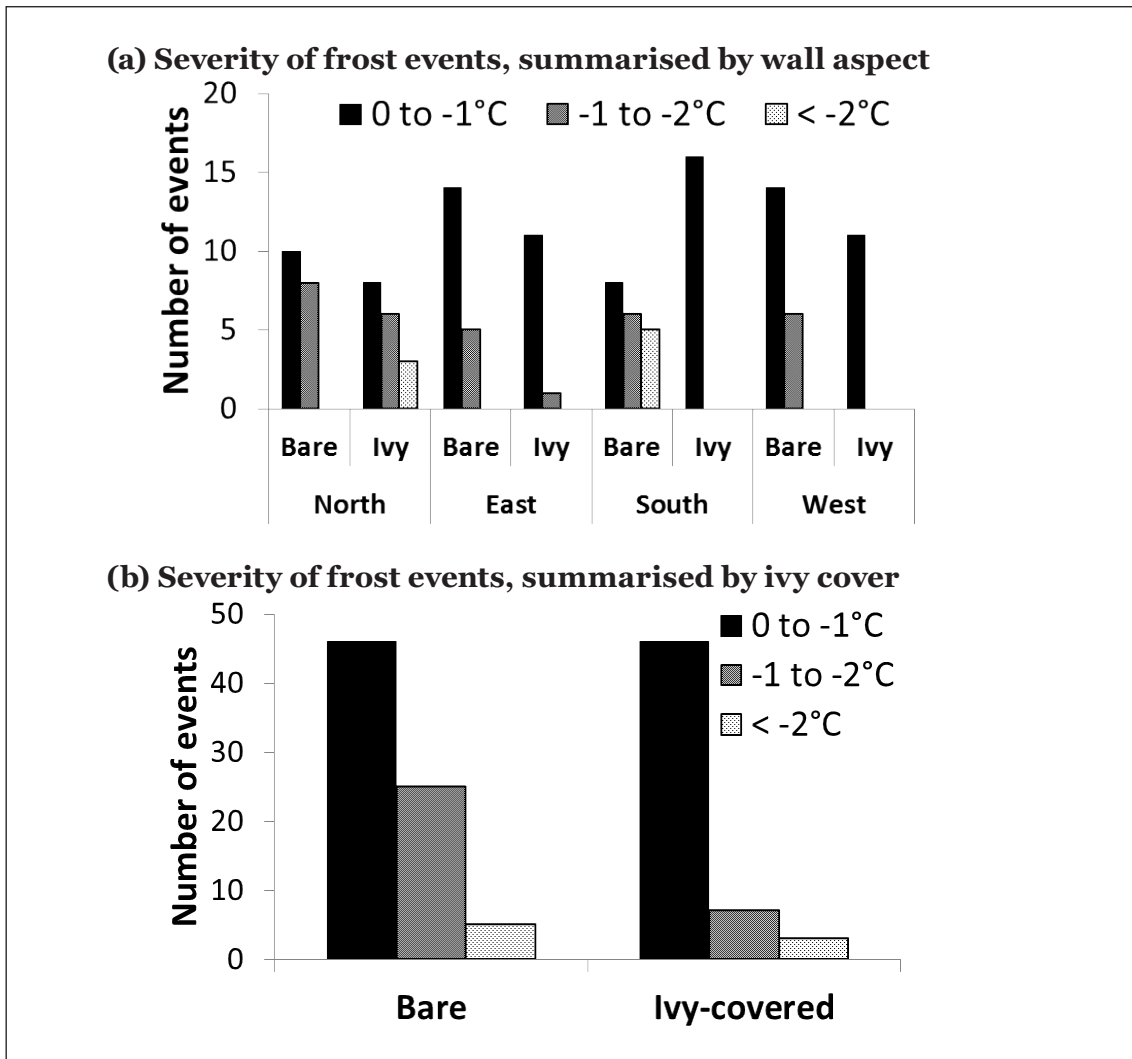 (a) Severity of frost events, summarised by wall aspect
20
0 to -1°C -1 to -2°C < -2°C
15
10
5
0
Number of events
Bare Ivy Bare Ivy Bare Ivy Bare Ivy
North East South West
(b) Severity of frost events, summarised by ivy cover
50
0 to -1°C
40
-1 to -2°C
30
< -2°C
20
10
0
Number of events
Bare Ivy-covered